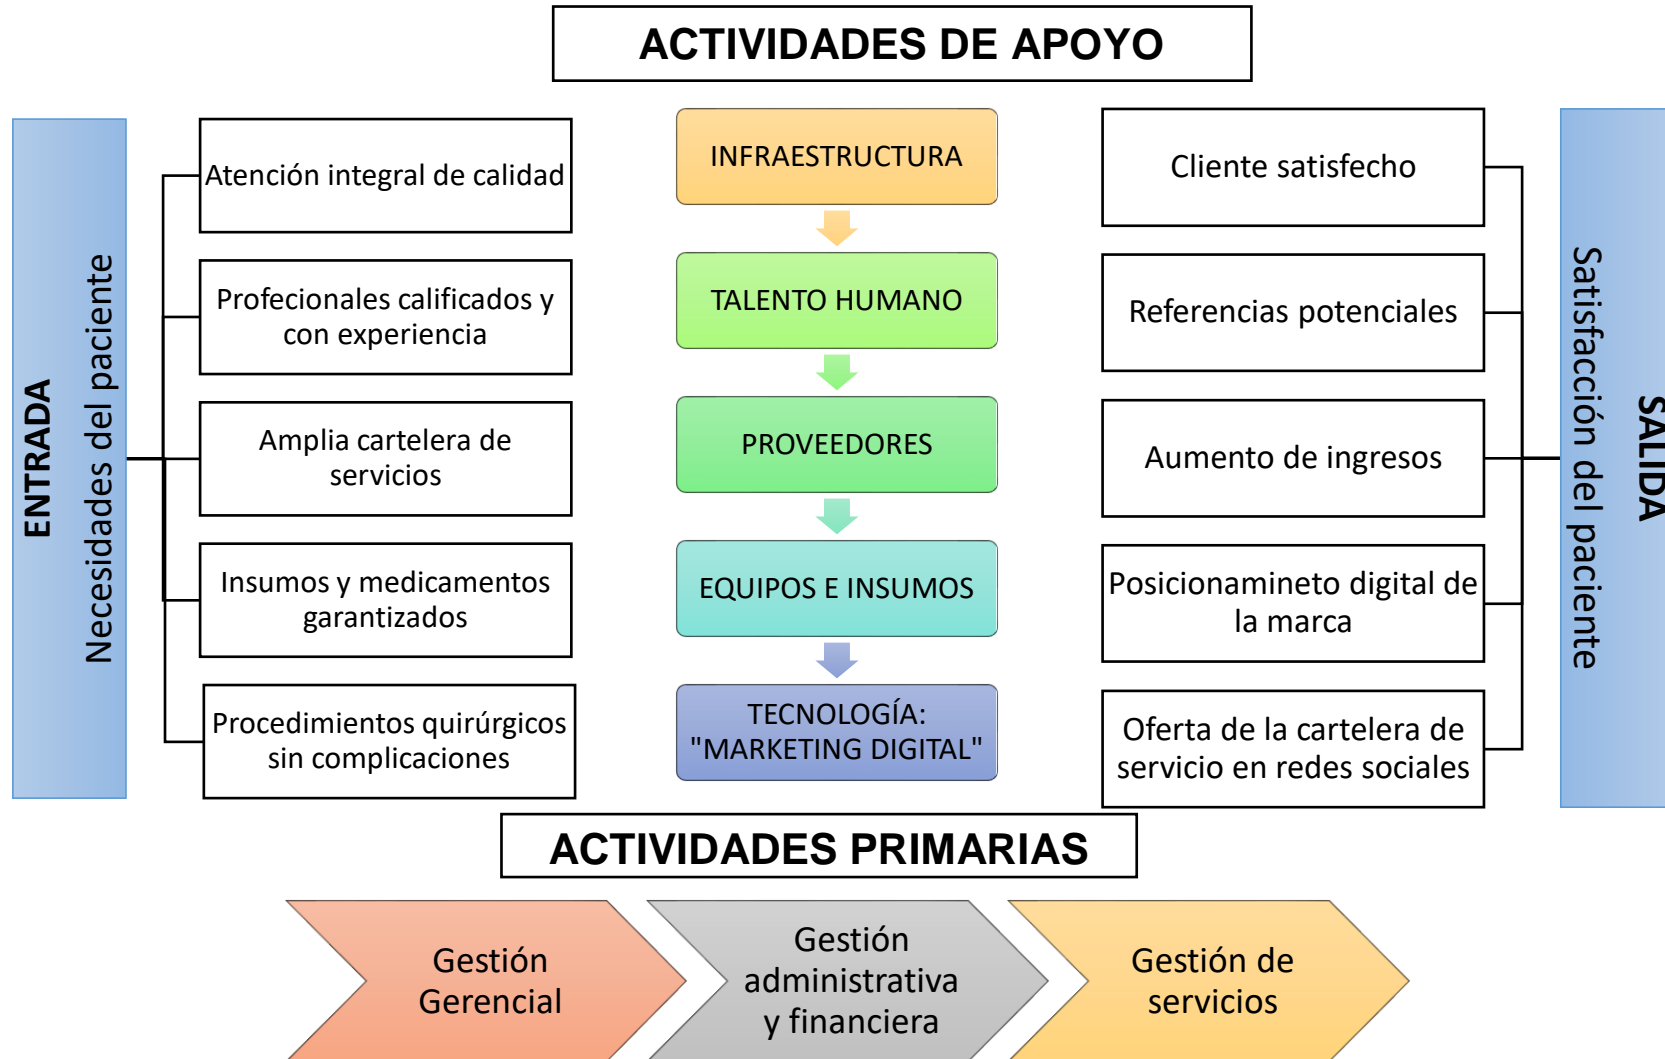 ACTIVIDADES DE APOYO
ENTRADA
Necesidades del paciente
Atención integral de calidad
Profecionales calificados y
con experiencia
Amplia cartelera de
servicios
Insumos y medicamentos
garantizados
Procedimientos quirúrgicos
sin complicaciones
INFRAESTRUCTURA
TALENTO HUMANO
PROVEEDORES
EQUIPOS E INSUMOS
TECNOLOGÍA:
"MARKETING DIGITAL"
Cliente satisfecho
Referencias potenciales
Aumento de ingresos
Posicionamineto digital de
la marca
Oferta de la cartelera de
servicio en redes sociales
SALIDA
Satisfacción del paciente
ACTIVIDADES PRIMARIAS
Gestión
Gerencial
Gestión
administrativa
y financiera
Gestión de
servicios